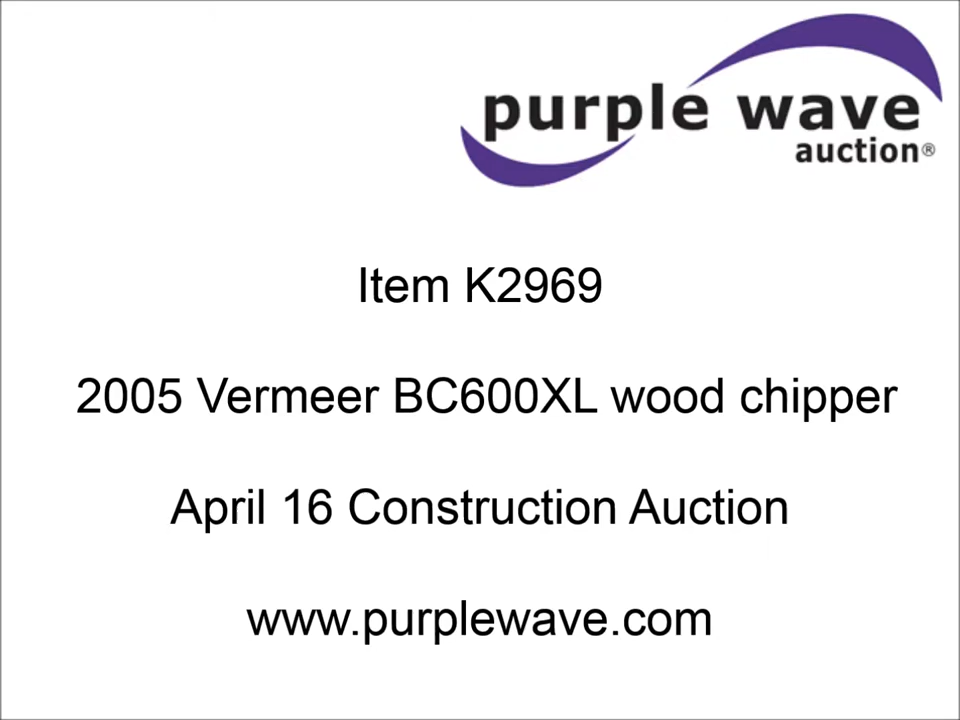 purple wave
auction®
Item K2969
2005 Vermeer BC600XL wood chipper
April 16 Construction Auction
www.purplewave.com